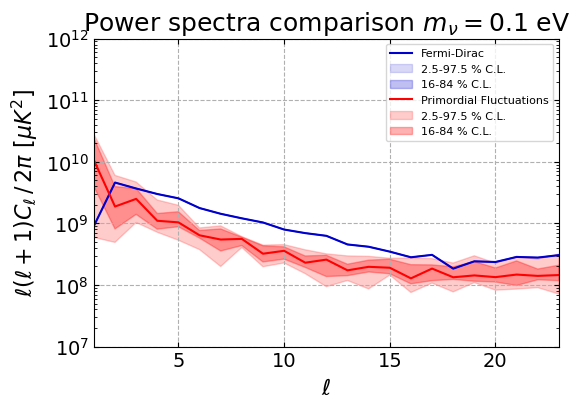 Power spectra comparison $m_\nu = 0.1$ eV
Fermi-Dirac
2.5-97.5 % C.L.
16-84 % C.L.
Primordial Fluctuations
2.5-97.5 % C.L.
16-84 % C.L.
$\ell(\ell+1)C_\ell\,/\,2\pi\ [\mu K^2]$
$10^{12}$
$10^{11}$
$10^{10}$
$10^9$
$10^8$
$10^7$
5 10 15 20
$\ell$